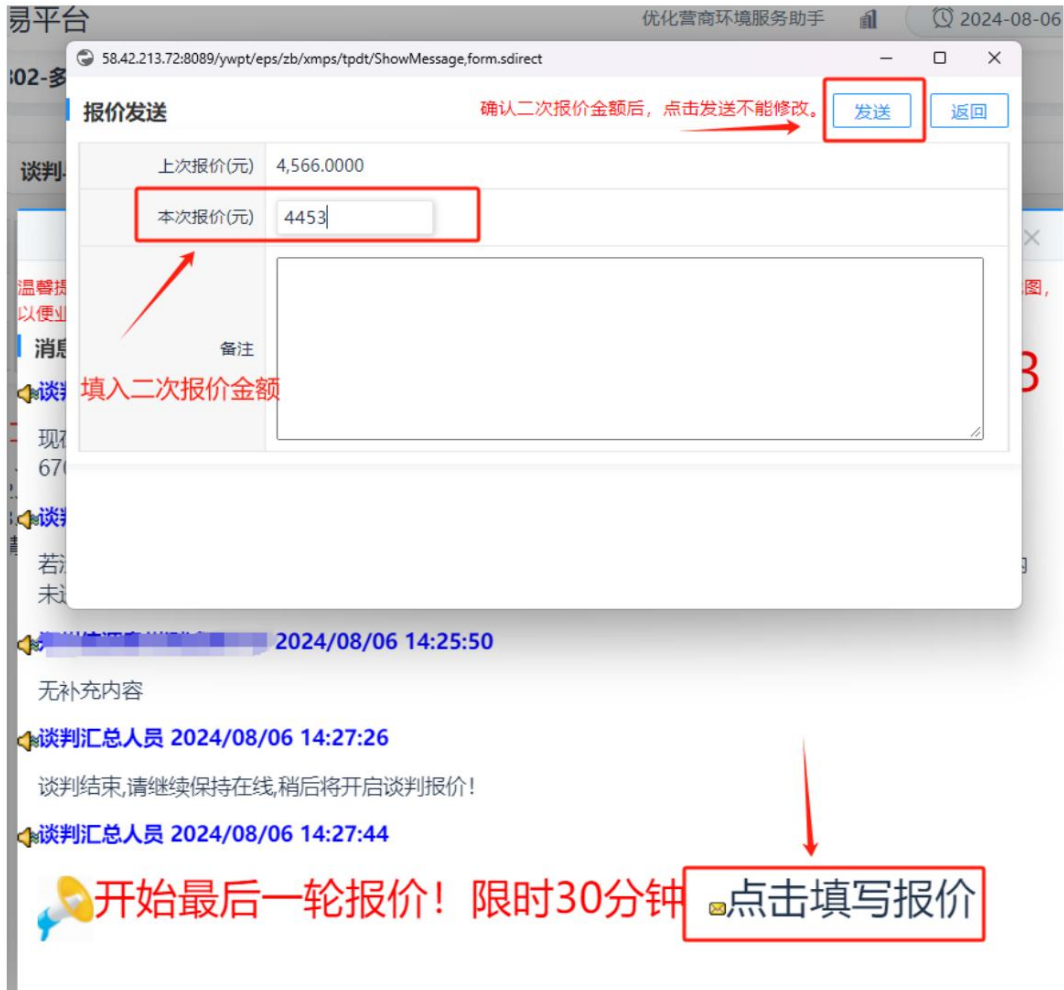 易平台
优化营商环境服务助手
2024-08-06
58.42.213.72:8089/ywpt/eps/zb/xmps/tpdt/ShowMessage,form.sdirect
02-多
报价发送
确认二次报价金额后，点击发送不能修改。
发送
返回
谈判
上次报价(元) 4,566.0000
本次报价(元) 4453
温馨提
图，
以便业
消息
备注
填入二次报价金额
3
谈判
现在
670
谈判
若
未
2024/08/06 14:25:50
无补充内容
谈判汇总人员 2024/08/06 14:27:26
谈判结束,请继续保持在线,稍后将开启谈判报价！
谈判汇总人员 2024/08/06 14:27:44
开始最后一轮报价！限时30分钟 点击填写报价